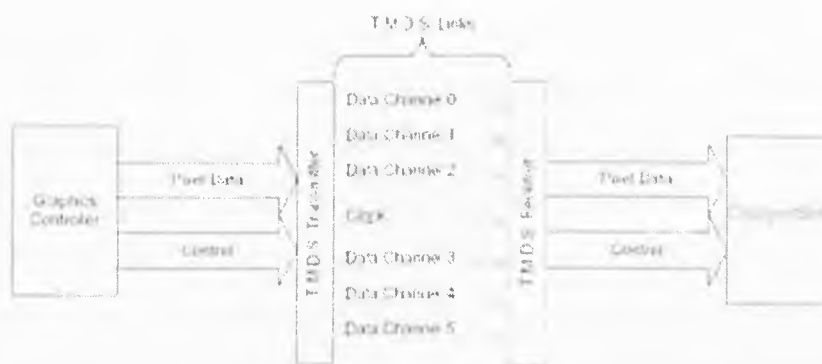 T.M.D.S. Links
Data Channel 0
Data Channel 1
Data Channel 2
Clock
Data Channel 3
Data Channel 4
Data Channel 5
Graphics
Controller
Pixel Data
Control
T.M.D.S. Transmitter
T.M.D.S. Receiver
Pixel Data
Control